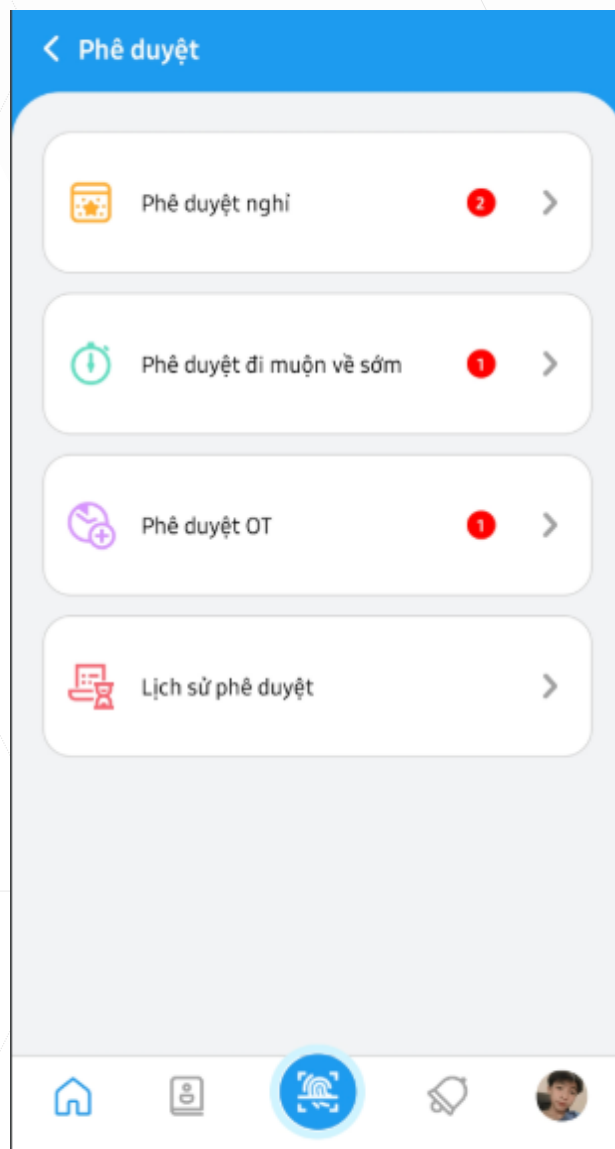 Phê duyệt
Phê duyệt nghỉ 2
Phê duyệt đi muộn về sớm 1
Phê duyệt OT 1
Lịch sử phê duyệt